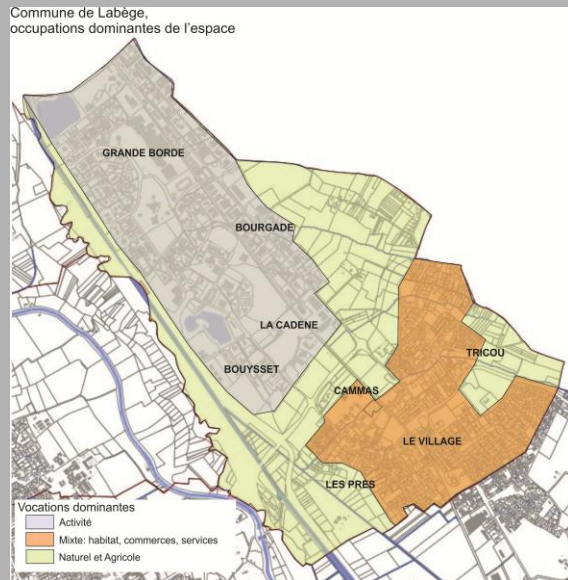 Commune de Labège,
occupations dominantes de l'espace
GRANDE BORDE
BOURGADE
LA CADENE
TRICOU
BOUYSSET
CAMMAS
LE VILLAGE
LES PRES
Vocations dominantes
Activité
Mixte: habitat, commerces, services
Naturel et Agricole